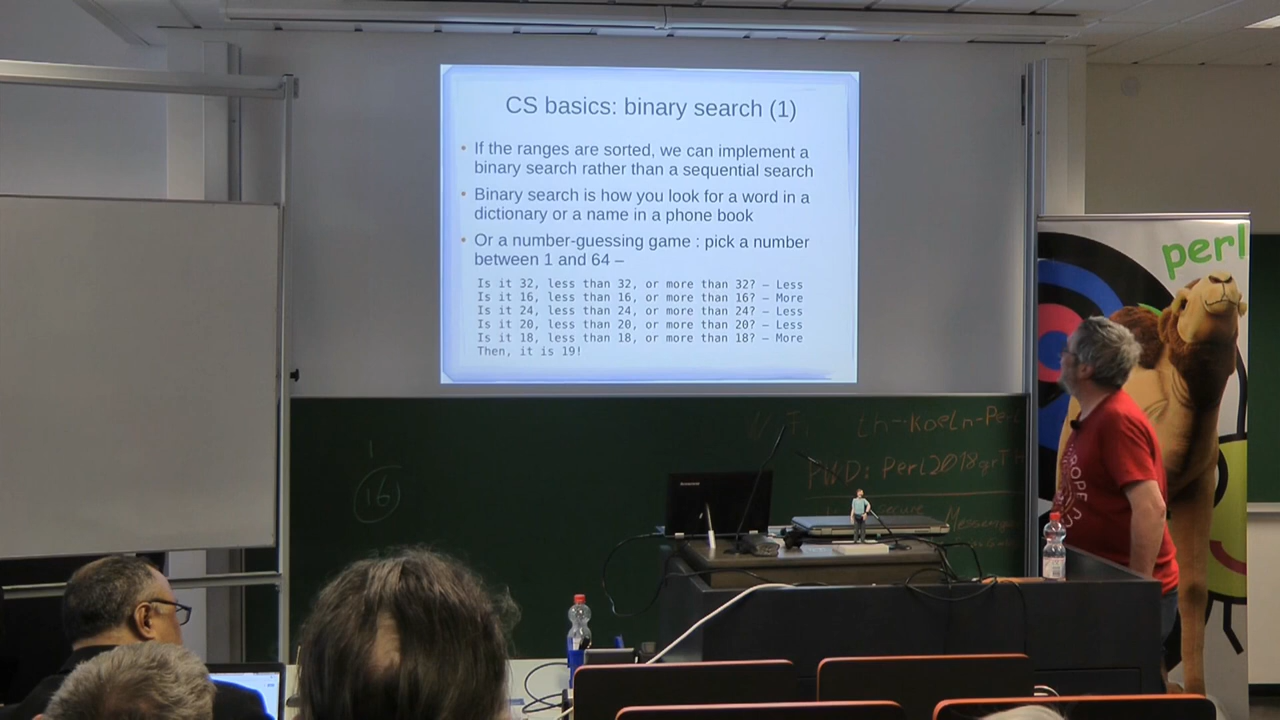 CS basics: binary search (1)
• If the ranges are sorted, we can implement a
binary search rather than a sequential search
• Binary search is how you look for a word in a
dictionary or a name in a phone book
• Or a number-guessing game : pick a number
between 1 and 64 –
Is it 32, less than 32, or more than 32? – Less
Is it 16, less than 16, or more than 16? – More
Is it 24, less than 24, or more than 24? – Less
Is it 20, less than 20, or more than 20? – Less
Is it 18, less than 18, or more than 18? – More
Then, it is 19!
perl
th-Koeln-Pe
PWD: Perl2018grT
16